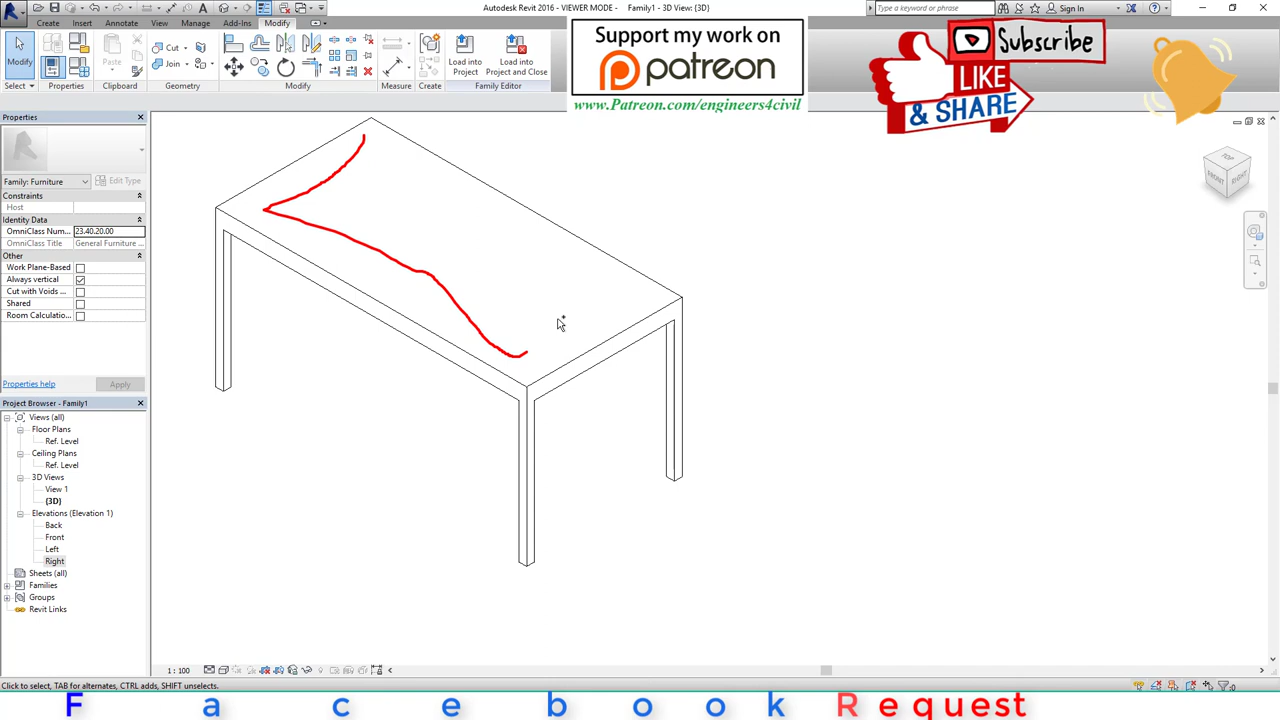 Autodesk Revit 2016 - VIEWER MODE - Family1 - 3D View: {3D}
Type a keyword or phrase
Sign In
Create
Insert
Annotate
View
Manage
Add-Ins
Modify
Modify
Cut
Join
Paste
Load into Project
Load into Project and Close
Select
Properties
Clipboard
Geometry
Modify
Measure
Create
Family Editor
Support my work on
patreon
www.Patreon.com/engineers4civil
Subscribe
LIKE
& SHARE
TOP
RIGHT
Properties
Family: Furniture
Edit Type
Constraints
Host
Identity Data
OmniClass Num... 23.40.20.00
OmniClass Title General Furniture ...
Other
Work Plane-Based
Always vertical
Cut with Voids ...
Shared
Room Calculatio...
Properties help
Apply
Project Browser - Family1
Views (all)
Floor Plans
Ref. Level
Ceiling Plans
Ref. Level
3D Views
View 1
{3D}
Elevations (Elevation 1)
Back
Front
Left
Right
Sheets (all)
Families
Groups
Revit Links
1 : 100
Click to select, TAB for alternates, CTRL adds, SHIFT unselects.
:0
F a c e b o o k R e q u e s t